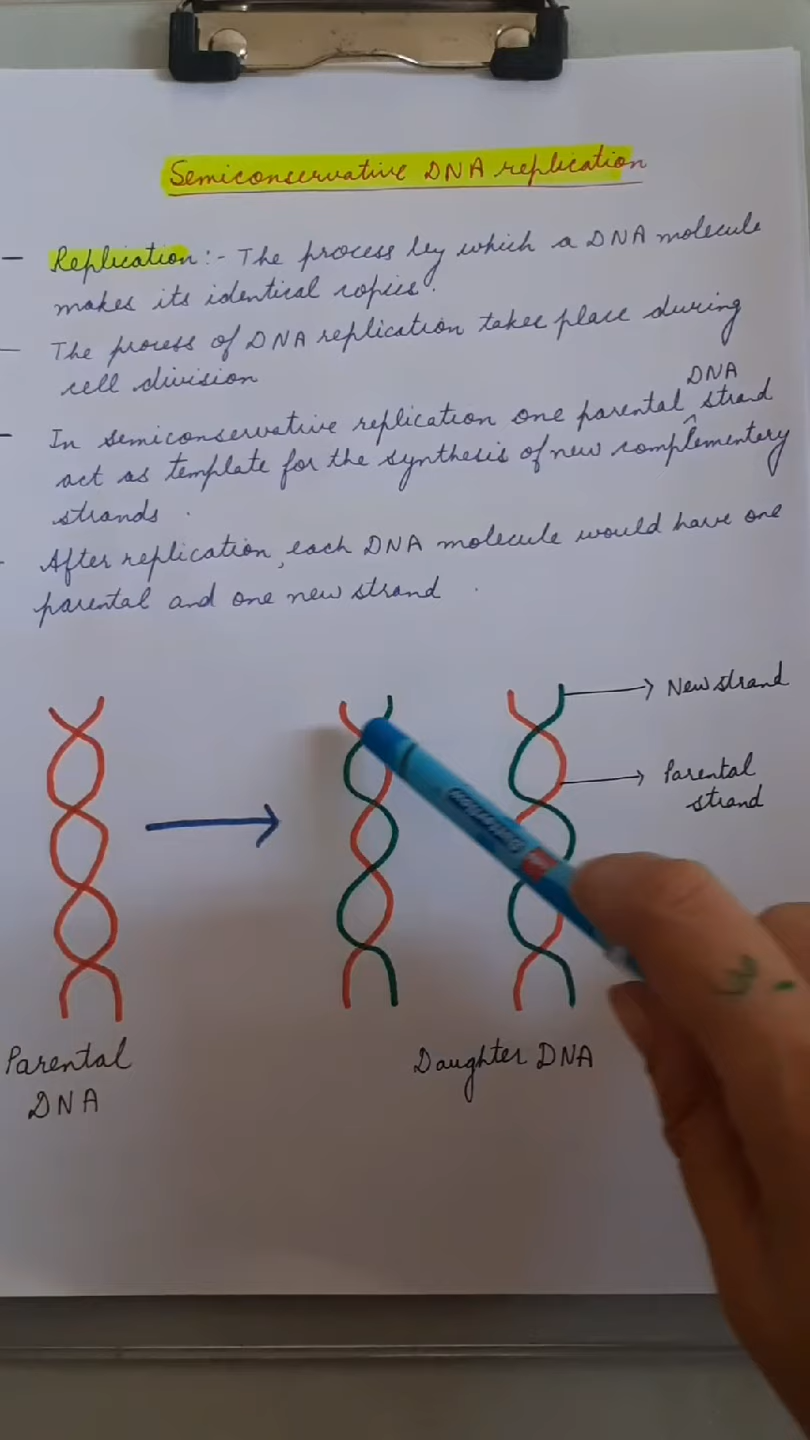 Semiconservative DNA replication
- Replication :- The process by which a DNA molecule
makes its identical copies.
- The process of DNA replication takes place during
cell division
DNA
- In semiconservative replication one parental ^ strand
act as template for the synthesis of new complementary
strands .
- After replication, each DNA molecule would have one
parental and one new strand .
New strand
Parental
strand
Parental
DNA
Daughter DNA